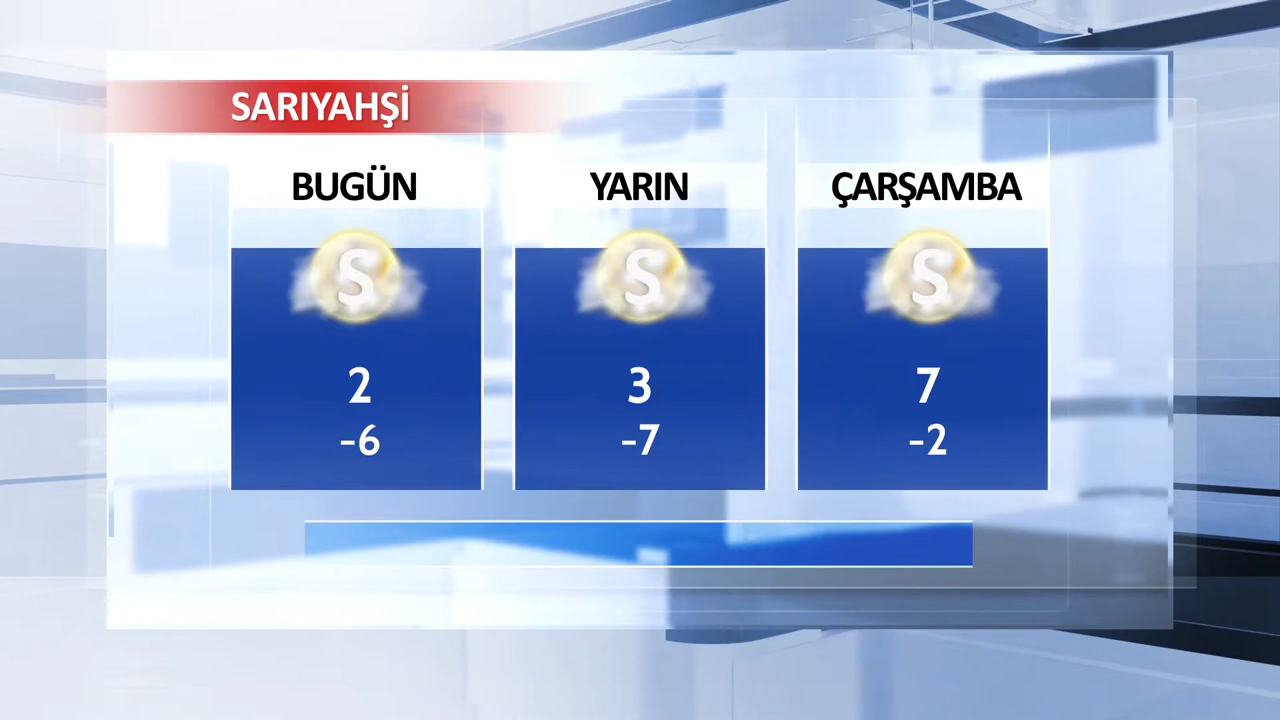 SARIYAHŞİ
BUGÜN YARIN ÇARŞAMBA
S S S
2 3 7
-6 -7 -2